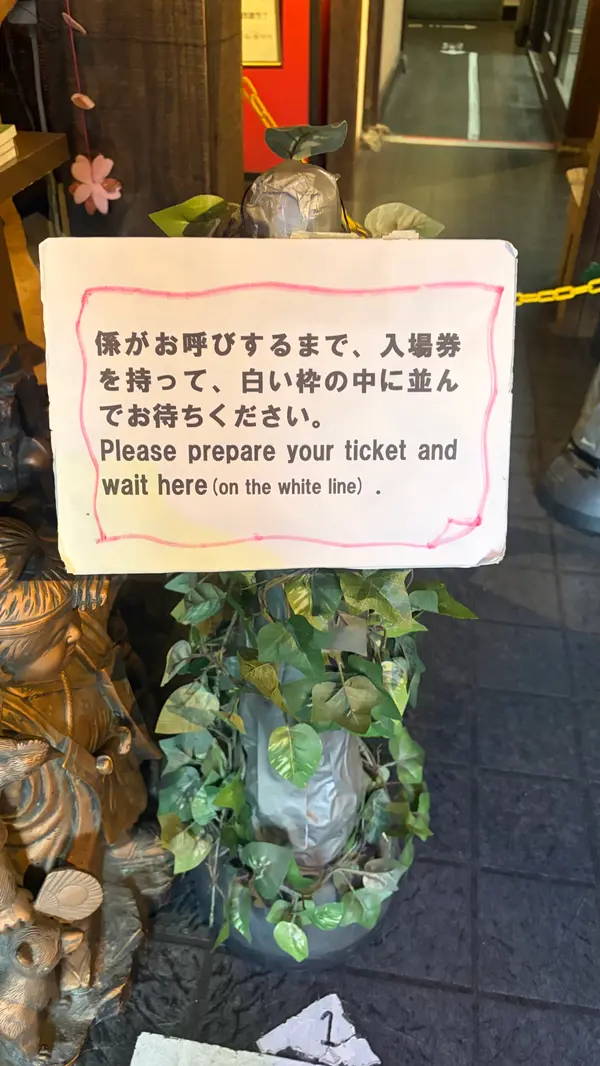 係がお呼びするまで、入場券
を持って、白い枠の中に並ん
でお待ちください。
Please prepare your ticket and
wait here (on the white line) .
1